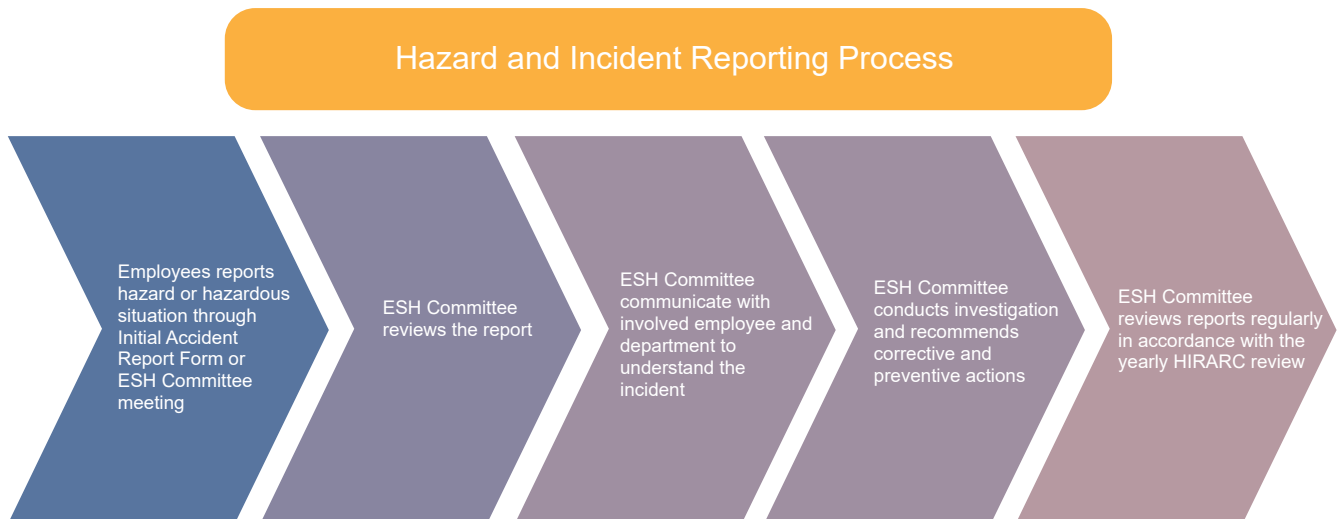 Hazard and Incident Reporting Process
Employees reports
hazard or hazardous
situation through
Initial Accident
Report Form or
ESH Committee
meeting
ESH Committee
reviews the report
ESH Committee
communicate with
involved employee and
department to
understand the
incident
ESH Committee
conducts investigation
and recommends
corrective and
preventive actions
ESH Committee
reviews reports regularly
in accordance with the
yearly HIRARC review